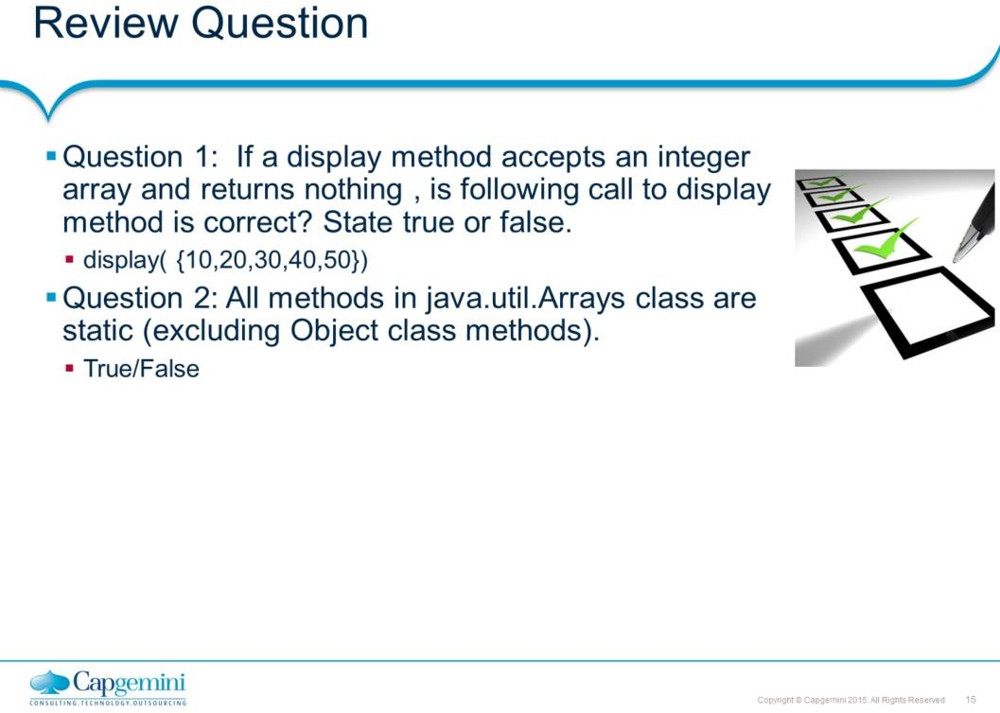 Review Question
Question 1:  If a display method accepts an integer
array and returns nothing , is following call to display
method is correct? State true or false.
display( {10,20,30,40,50})
Question 2: All methods in java.util.Arrays class are
static (excluding Object class methods).
True/False
Capgemini
CONSULTING.TECHNOLOGY.OUTSOURCING
Copyright © Capgemini 2015. All Rights Reserved 15